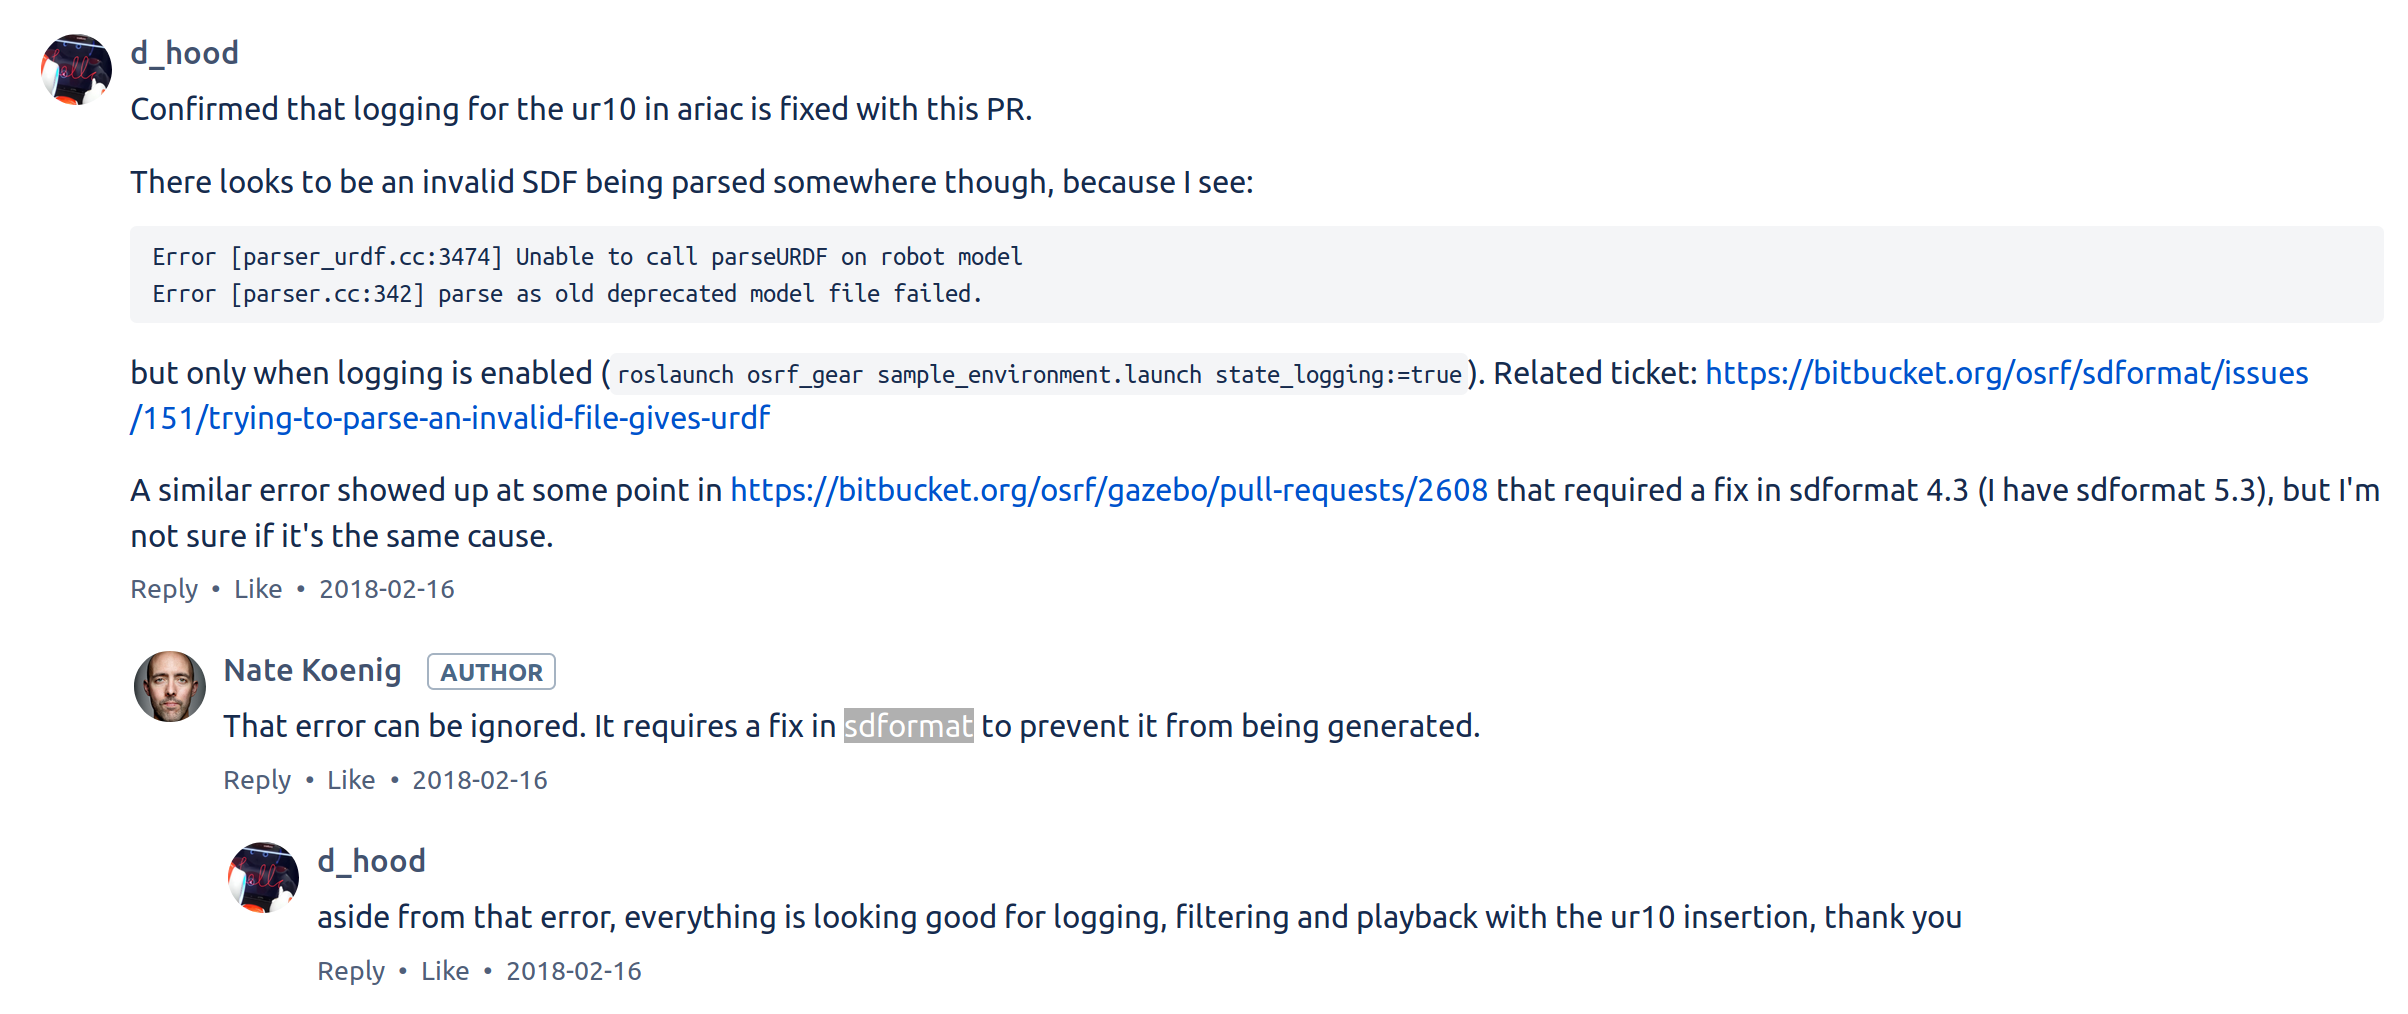 d_hood
Confirmed that logging for the ur10 in ariac is fixed with this PR.
There looks to be an invalid SDF being parsed somewhere though, because I see:
Error [parser_urdf.cc:3474] Unable to call parseURDF on robot model
Error [parser.cc:342] parse as old deprecated model file failed.
but only when logging is enabled (roslaunch osrf_gear sample_environment.launch state_logging:=true). Related ticket: https://bitbucket.org/osrf/sdformat/issues
/151/trying-to-parse-an-invalid-file-gives-urdf
A similar error showed up at some point in https://bitbucket.org/osrf/gazebo/pull-requests/2608 that required a fix in sdformat 4.3 (I have sdformat 5.3), but I'm
not sure if it's the same cause.
Reply • Like • 2018-02-16
Nate Koenig AUTHOR
That error can be ignored. It requires a fix in sdformat to prevent it from being generated.
Reply • Like • 2018-02-16
d_hood
aside from that error, everything is looking good for logging, filtering and playback with the ur10 insertion, thank you
Reply • Like • 2018-02-16